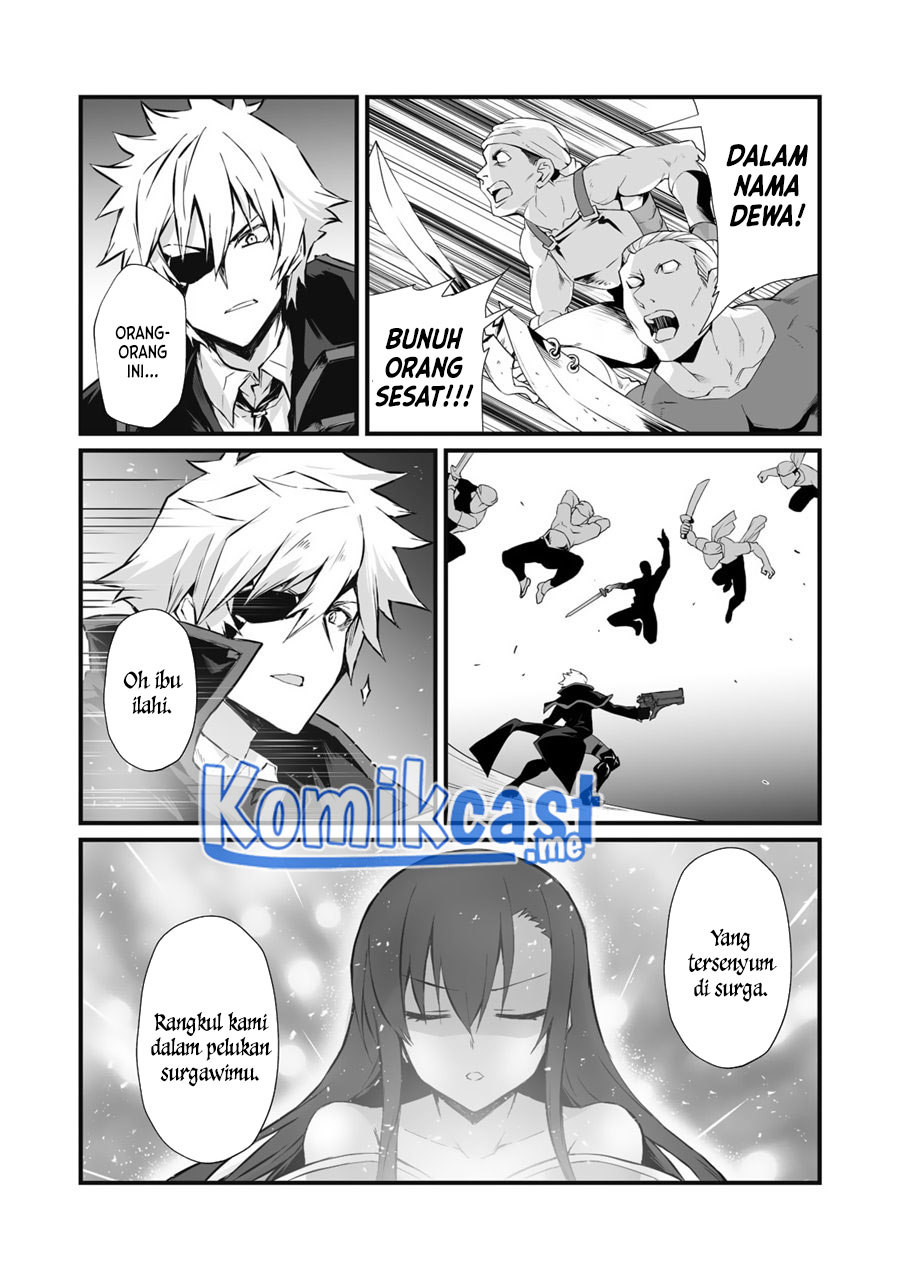 DALAM
NAMA
DEWA!
BUNUH
ORANG
SESAT!!!
ORANG-
ORANG
INI...
Oh ibu
ilahi.
Yang
tersenyum
di surga.
Rangkul kami
dalam pelukan
surgawimu.
Komikcast
.me